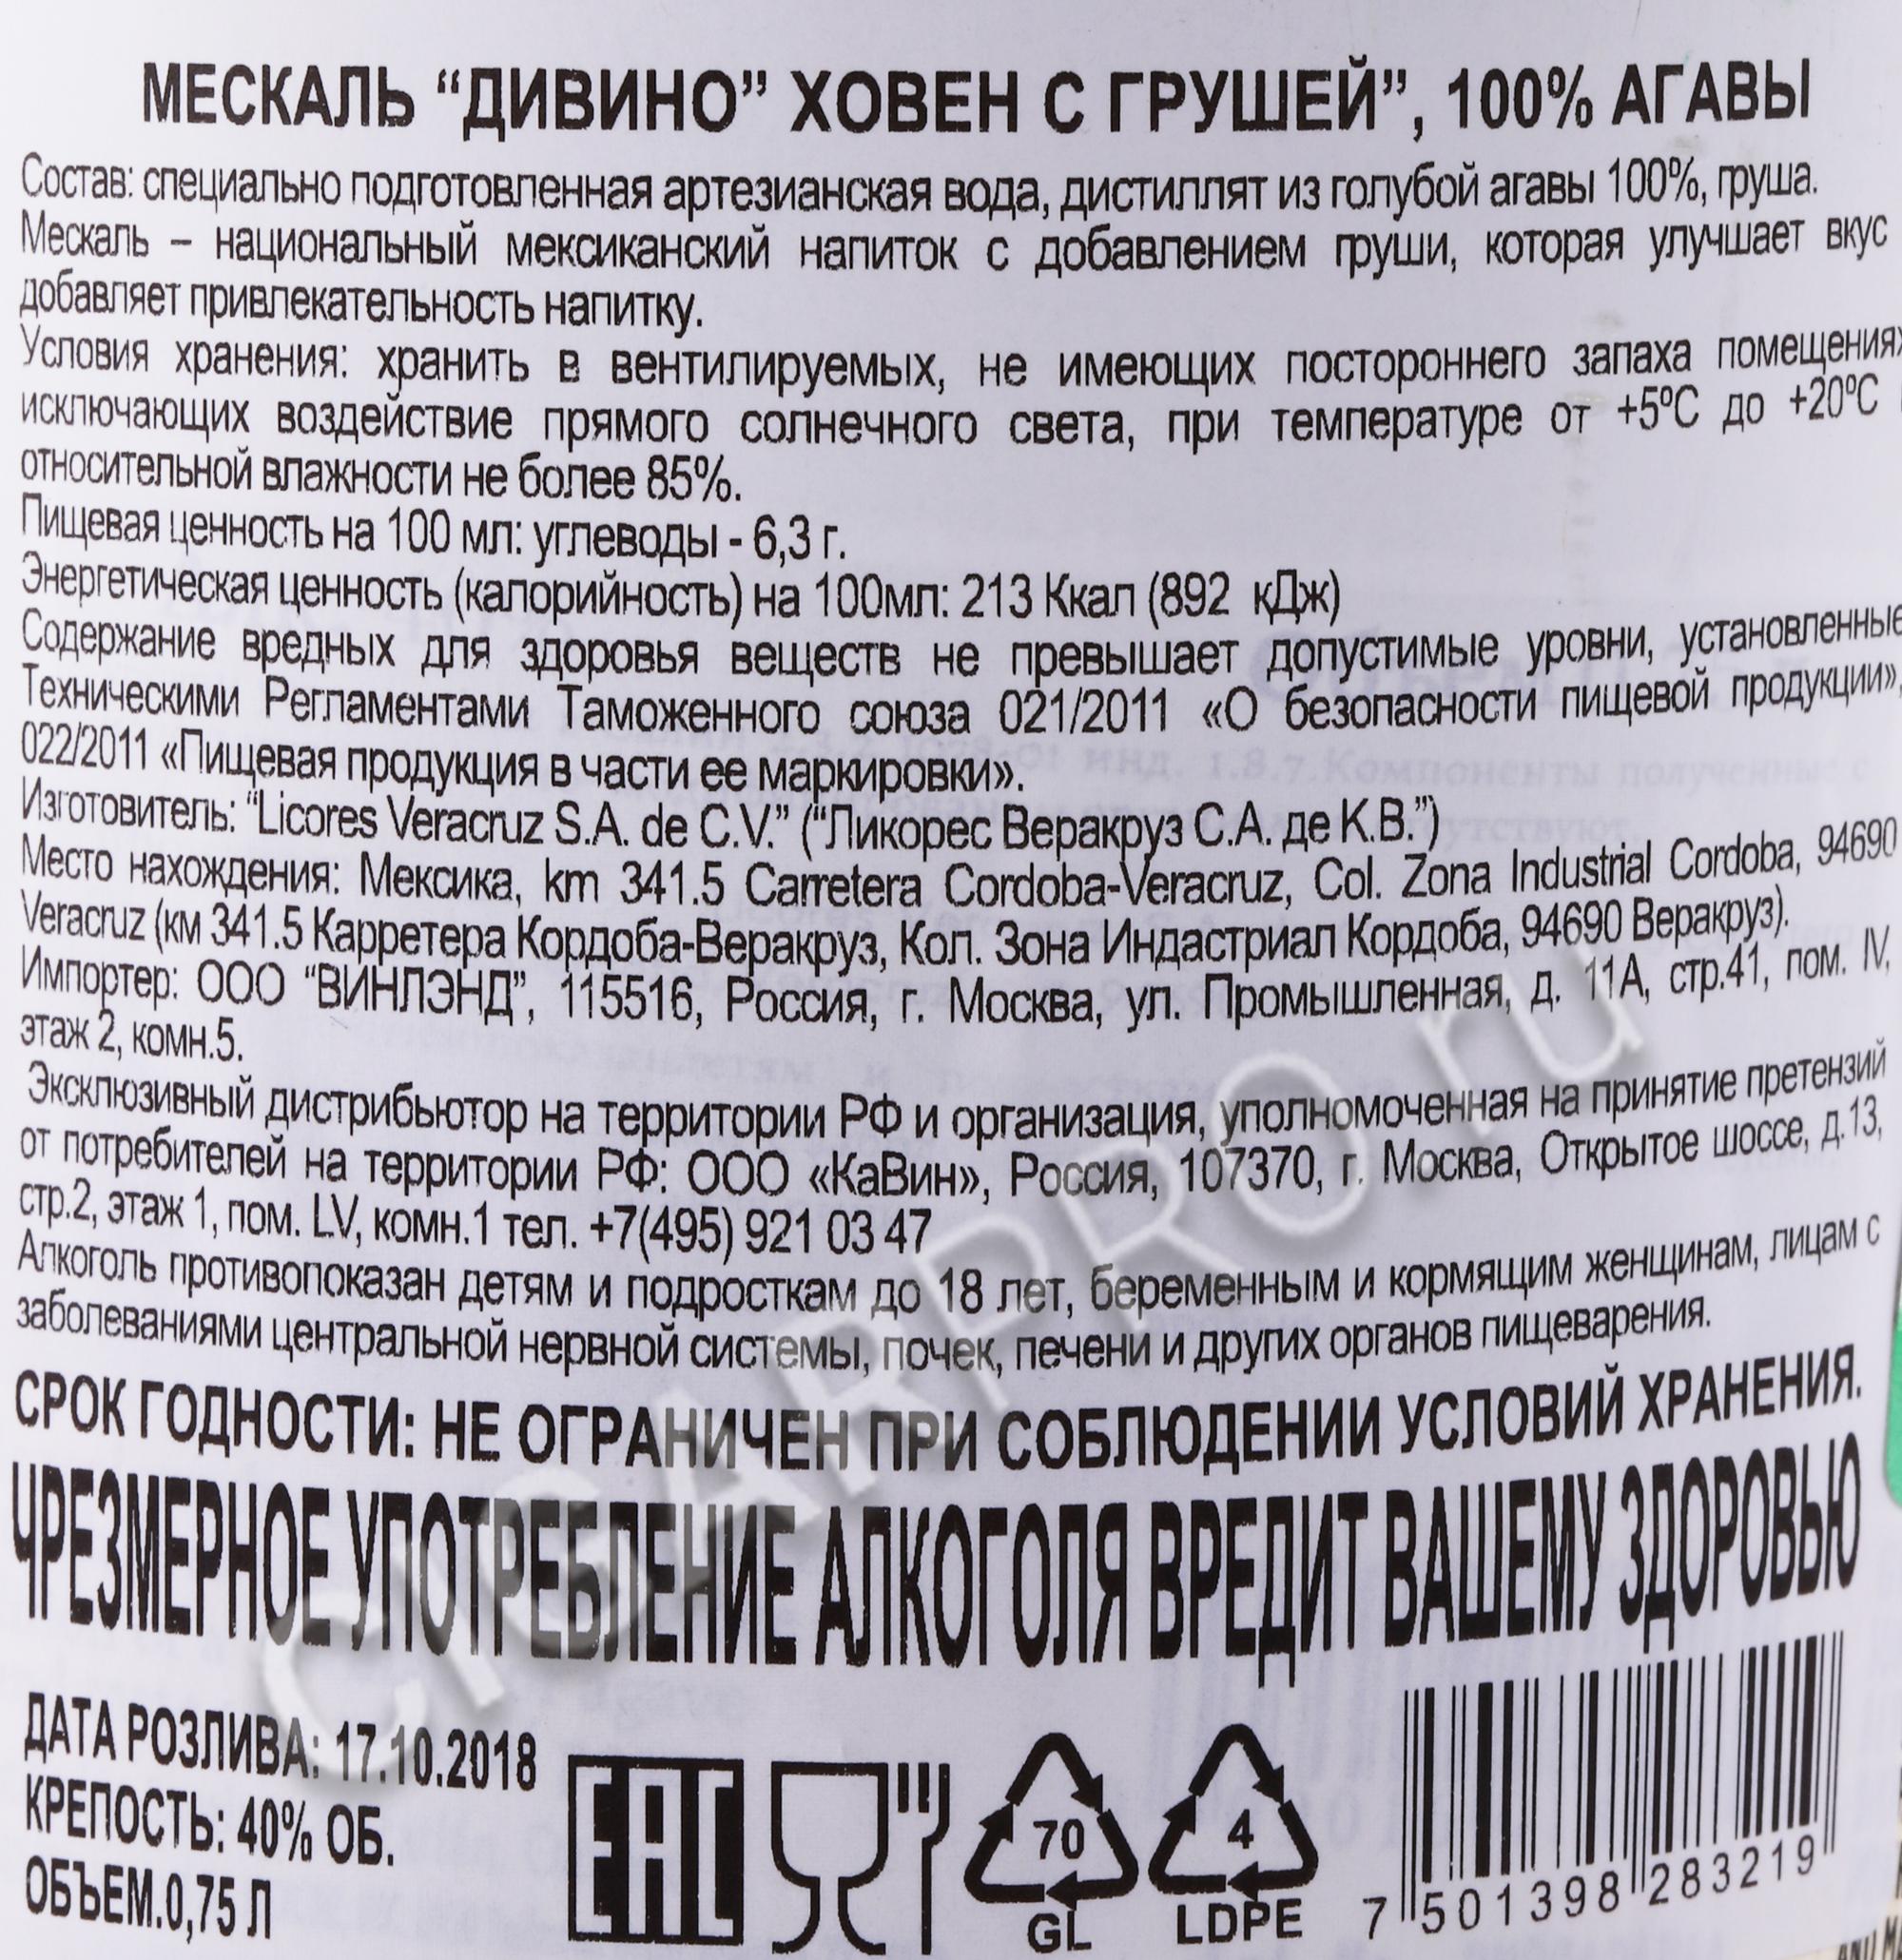 МЕСКАЛЬ “ДИВИНО” ХОВЕН С ГРУШЕЙ”, 100% АГАВЫ
Состав: специально подготовленная артезианская вода, дистиллят из голубой агавы 100%, груша.
Мескаль – национальный мексиканский напиток с добавлением груши, которая улучшает вкус
добавляет привлекательность напитку.
Условия хранения: хранить в вентилируемых, не имеющих постороннего запаха помещениях
исключающих воздействие прямого солнечного света, при температуре от +5ºС до +20ºС
относительной влажности не более 85%.
Пищевая ценность на 100 мл: углеводы - 6,3 г.
Энергетическая ценность (калорийность) на 100мл: 213 Ккал (892 кДж)
Содержание вредных для здоровья веществ не превышает допустимые уровни, установленные
Техническими Регламентами Таможенного союза 021/2011 «О безопасности пищевой продукции»,
022/2011 «Пищевая продукция в части ее маркировки».
Изготовитель: “Licores Veracruz S.A. de C.V.” (“Ликорес Веракруз С.А. де К.В.”)
Место нахождения: Мексика, km 341.5 Carretera Cordoba-Veracruz, Col. Zona Industrial Cordoba, 94690
Veracruz (км 341.5 Карретера Кордоба-Веракруз, Кол. Зона Индастриал Кордоба, 94690 Веракруз).
Импортер: ООО “ВИНЛЭНД”, 115516, Россия, г. Москва, ул. Промышленная, д. 11А, стр.41, пом. IV,
этаж 2, комн.5.
Эксклюзивный дистрибьютор на территории РФ и организация, уполномоченная на принятие претензий
от потребителей на территории РФ: ООО «КаВин», Россия, 107370, г. Москва, Открытое шоссе, д.13,
стр.2, этаж 1, пом. LV, комн.1 тел. +7(495) 921 03 47
Алкоголь противопоказан детям и подросткам до 18 лет, беременным и кормящим женщинам, лицам с
заболеваниями центральной нервной системы, почек, печени и других органов пищеварения.
СРОК ГОДНОСТИ: НЕ ОГРАНИЧЕН ПРИ СОБЛЮДЕНИИ УСЛОВИЙ ХРАНЕНИЯ.
ЧРЕЗМЕРНОЕ УПОТРЕБЛЕНИЕ АЛКОГОЛЯ ВРЕДИТ ВАШЕМУ ЗДОРОВЬЮ
ДАТА РОЗЛИВА: 17.10.2018
КРЕПОСТЬ: 40% ОБ.
ОБЪЕМ.0,75 Л
EAC
70
GL
4
LDPE
7 501398 283219
CIGARPRO.ru